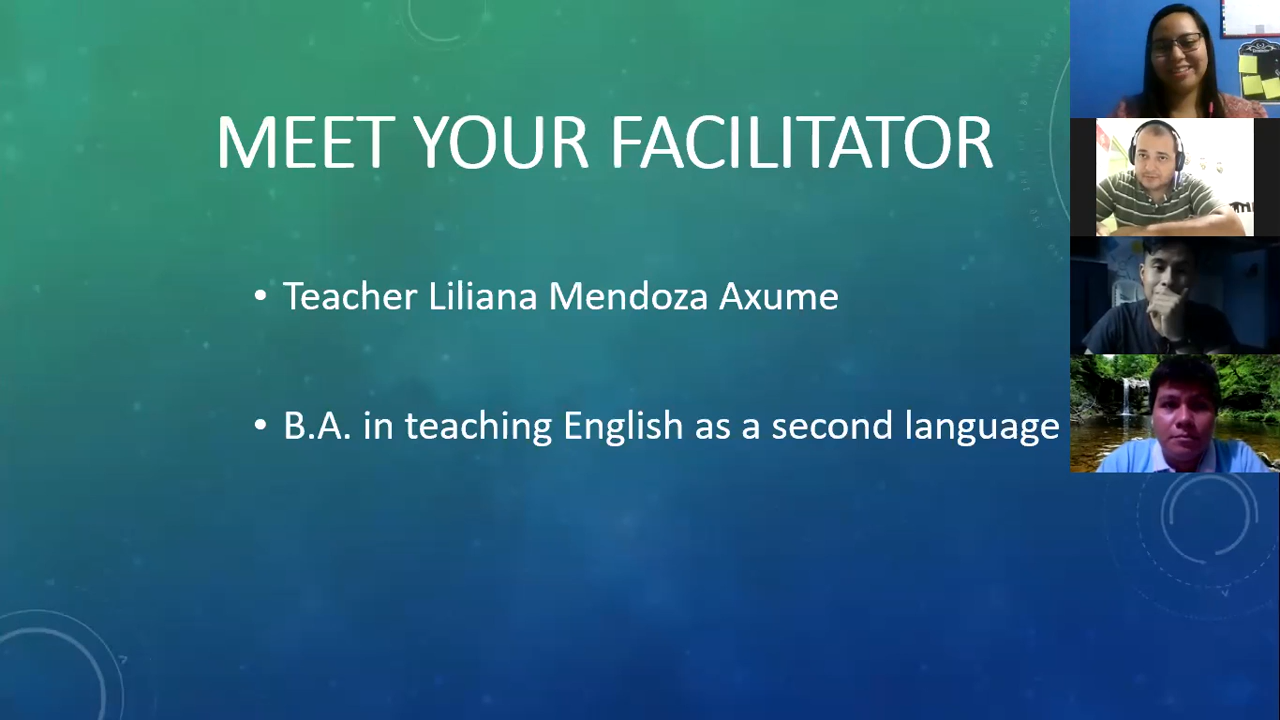 MEET YOUR FACILITATOR
• Teacher Liliana Mendoza Axume
• B.A. in teaching English as a second language